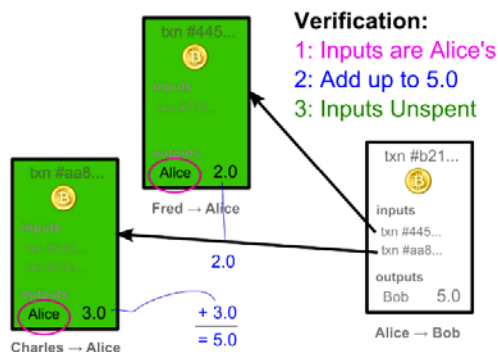 Verification:
1: Inputs are Alice's
2: Add up to 5.0
3: Inputs Unspent
txn #445...
inputs
outputs
Alice 2.0
Fred → Alice
txn #aa8...
inputs
outputs
Alice 3.0
Charles → Alice
2.0
+ 3.0
= 5.0
txn #b21...
inputs
txn #445...
txn #aa8...
outputs
Bob 5.0
Alice → Bob